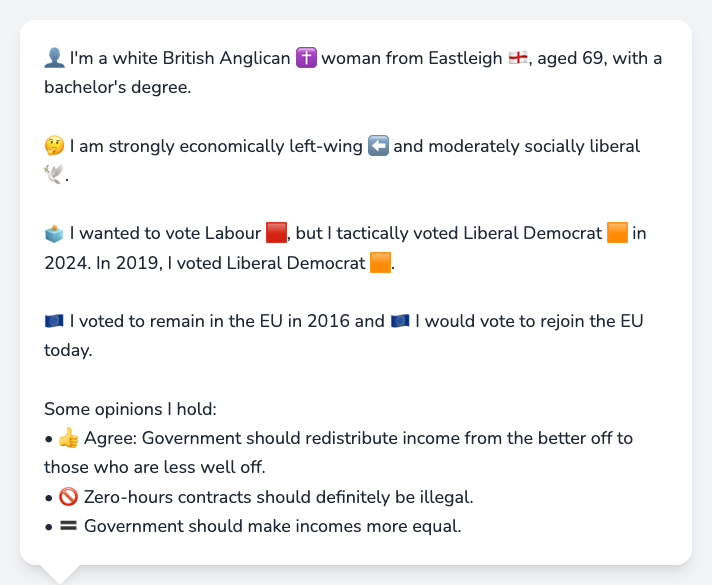 👤 I'm a white British Anglican ✝️ woman from Eastleigh 🏴󠁧󠁢󠁥󠁮󠁧󠁿, aged 69, with a
bachelor's degree.
🤔 I am strongly economically left-wing ⬅️ and moderately socially liberal
🕊️.
🗳️ I wanted to vote Labour 🟥, but I tactically voted Liberal Democrat 🟧 in
2024. In 2019, I voted Liberal Democrat 🟧.
🇪🇺 I voted to remain in the EU in 2016 and 🇪🇺 I would vote to rejoin the EU
today.
Some opinions I hold:
• 👍 Agree: Government should redistribute income from the better off to
those who are less well off.
• 🚫 Zero-hours contracts should definitely be illegal.
• 🟰 Government should make incomes more equal.